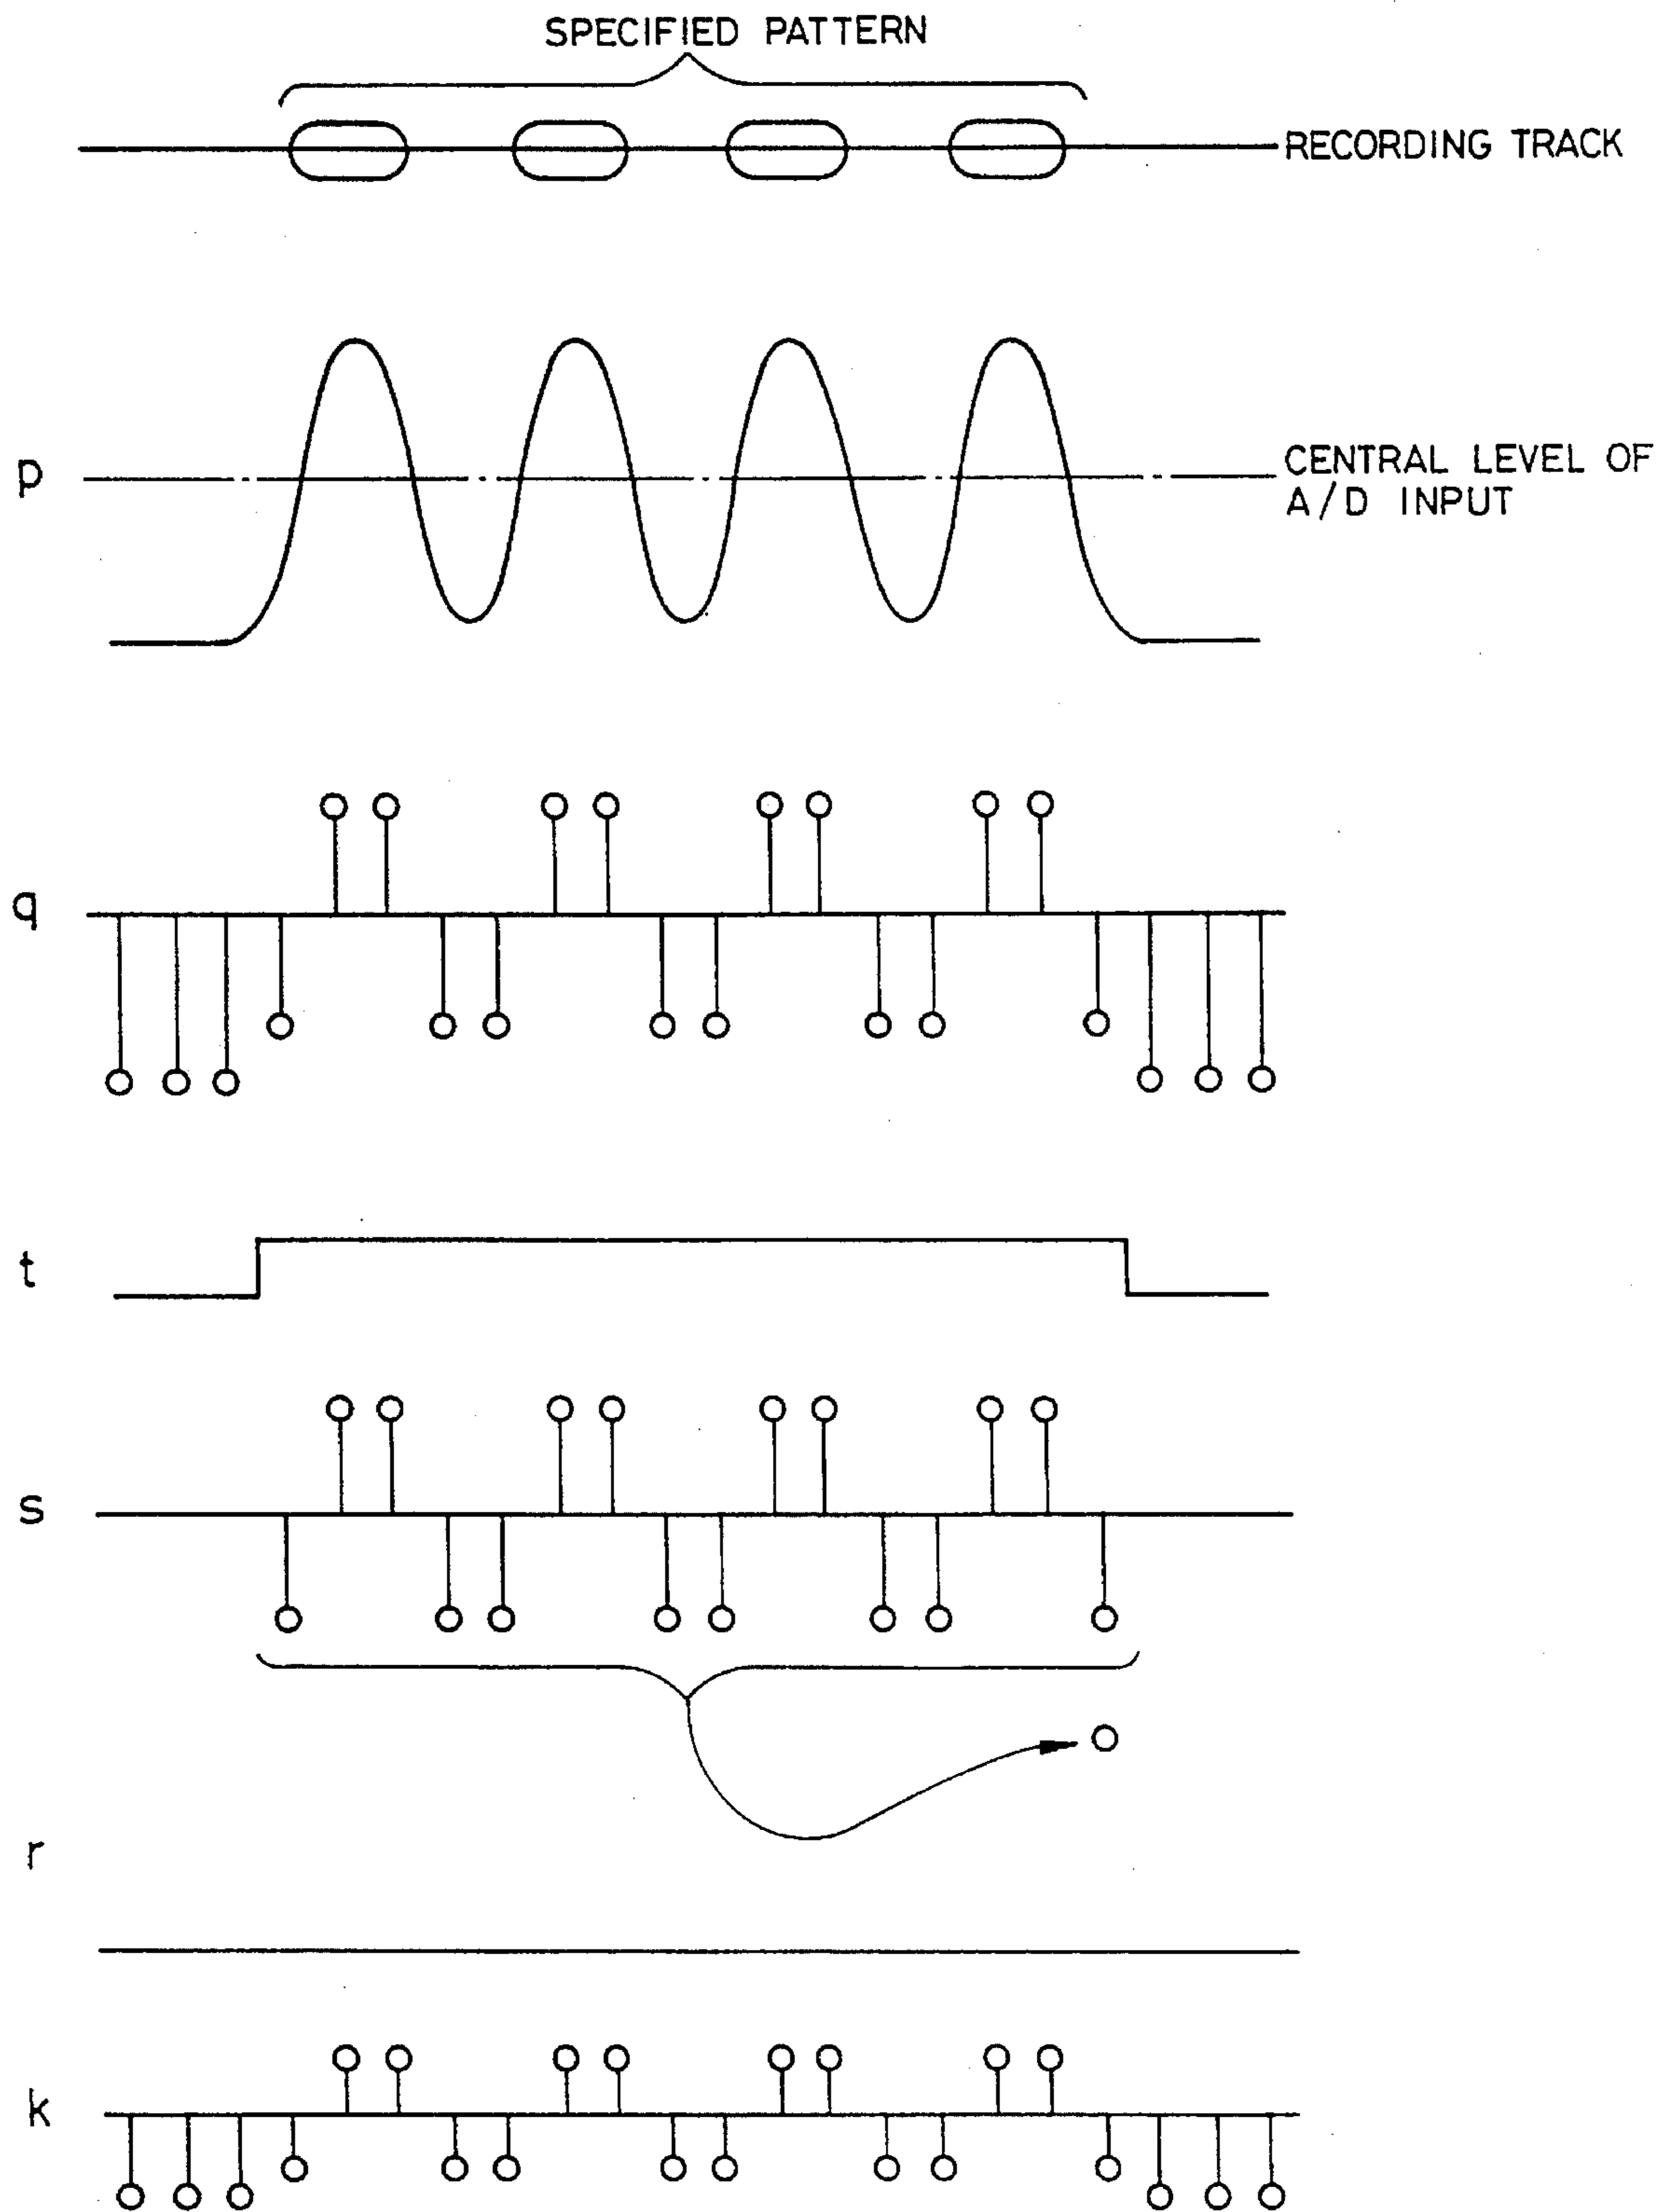 SPECIFIED PATTERN
RECORDING TRACK
p
CENTRAL LEVEL OF
A/D INPUT
q
t
s
r
k